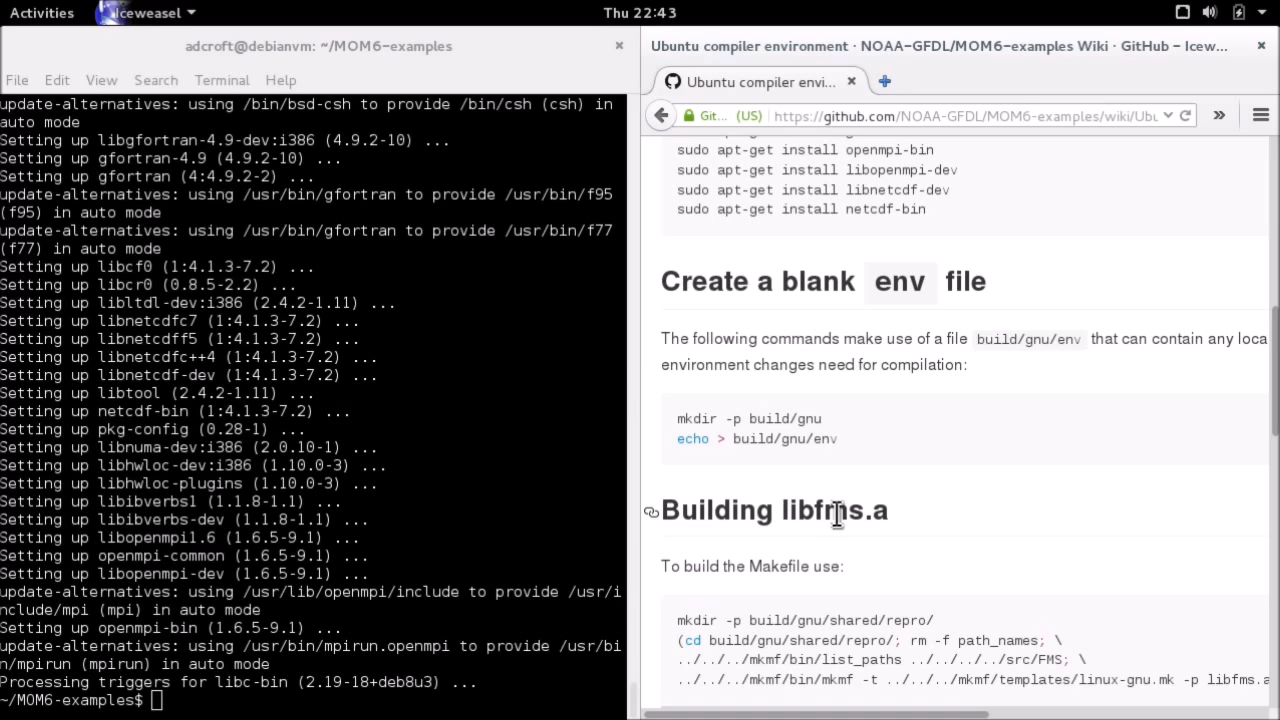 Activities Iceweasel Thu 22:43
adcroft@debianvm: ~/MOM6-examples
File Edit View Search Terminal Help
update-alternatives: using /bin/bsd-csh to provide /bin/csh (csh) in
auto mode
Setting up libgfortran-4.9-dev:i386 (4.9.2-10) ...
Setting up gfortran-4.9 (4.9.2-10) ...
Setting up gfortran (4:4.9.2-2) ...
update-alternatives: using /usr/bin/gfortran to provide /usr/bin/f95
(f95) in auto mode
update-alternatives: using /usr/bin/gfortran to provide /usr/bin/f77
(f77) in auto mode
Setting up libcf0 (1:4.1.3-7.2) ...
Setting up libcr0 (0.8.5-2.2) ...
Setting up libltdl-dev:i386 (2.4.2-1.11) ...
Setting up libnetcdfc7 (1:4.1.3-7.2) ...
Setting up libnetcdff5 (1:4.1.3-7.2) ...
Setting up libnetcdfc++4 (1:4.1.3-7.2) ...
Setting up libnetcdf-dev (1:4.1.3-7.2) ...
Setting up libtool (2.4.2-1.11) ...
Setting up netcdf-bin (1:4.1.3-7.2) ...
Setting up pkg-config (0.28-1) ...
Setting up libnuma-dev:i386 (2.0.10-1) ...
Setting up libhwloc-dev:i386 (1.10.0-3) ...
Setting up libhwloc-plugins (1.10.0-3) ...
Setting up libibverbs1 (1.1.8-1.1) ...
Setting up libibverbs-dev (1.1.8-1.1) ...
Setting up libopenmpi1.6 (1.6.5-9.1) ...
Setting up openmpi-common (1.6.5-9.1) ...
Setting up libopenmpi-dev (1.6.5-9.1) ...
update-alternatives: using /usr/lib/openmpi/include to provide /usr/i
nclude/mpi (mpi) in auto mode
Setting up openmpi-bin (1.6.5-9.1) ...
update-alternatives: using /usr/bin/mpirun.openmpi to provide /usr/bi
n/mpirun (mpirun) in auto mode
Processing triggers for libc-bin (2.19-18+deb8u3) ...
~/MOM6-examples$
Ubuntu compiler environment · NOAA-GFDL/MOM6-examples Wiki · GitHub - Icew...
Ubuntu compiler envi...
Git... (US) https://github.com/NOAA-GFDL/MOM6-examples/wiki/Ubu
sudo apt-get install openmpi-bin
sudo apt-get install libopenmpi-dev
sudo apt-get install libnetcdf-dev
sudo apt-get install netcdf-bin
Create a blank env file
The following commands make use of a file build/gnu/env that can contain any loca
environment changes need for compilation:
mkdir -p build/gnu
echo > build/gnu/env
Building libfms.a
To build the Makefile use:
mkdir -p build/gnu/shared/repro/
(cd build/gnu/shared/repro/; rm -f path_names; \
../../../mkmf/bin/list_paths ../../../../src/FMS; \
../../../mkmf/bin/mkmf -t ../../../mkmf/templates/linux-gnu.mk -p libfms.a